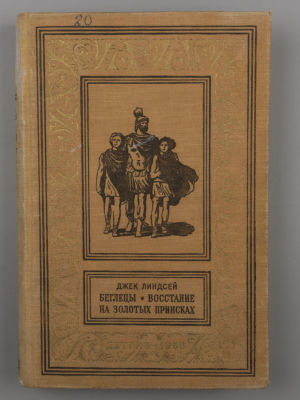 20
ДЖЕК ЛИНДСЕЙ
БЕГЛЕЦЫ • ВОССТАНИЕ
НА ЗОЛОТЫХ ПРИИСКАХ